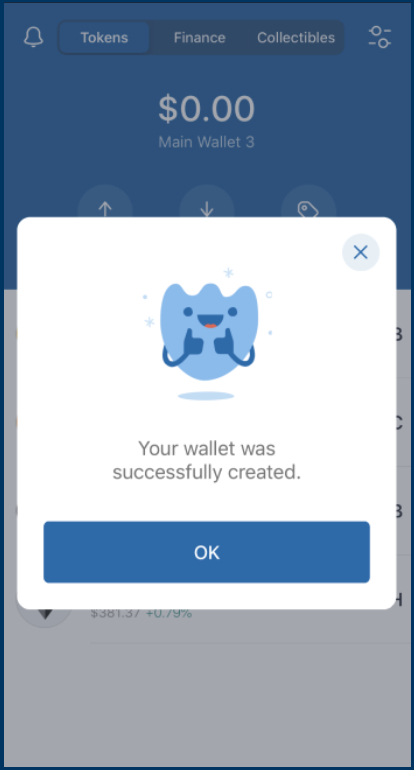 Tokens Finance Collectibles
$0.00
Main Wallet 3
B
Your wallet was
successfully created.
C
B
OK
H
$381.37 +0.79%